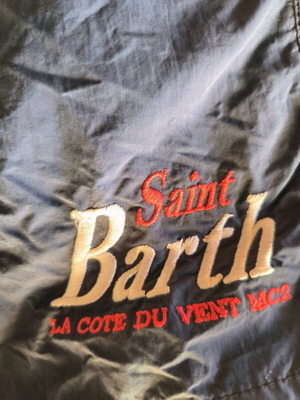 Saint
Barth
LA COTE DU VENT MC2